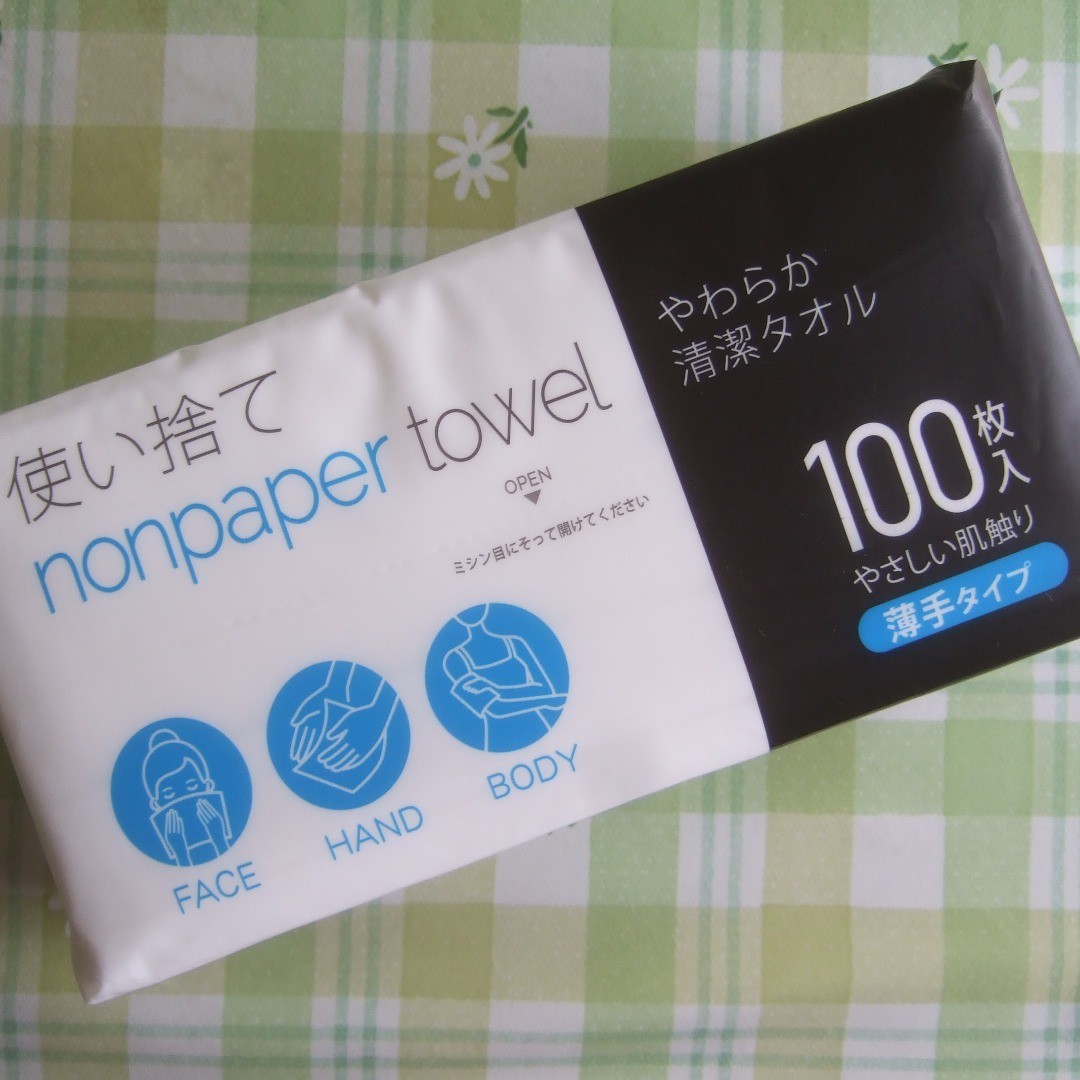 使い捨て
nonpaper towel
OPEN
ミシン目にそって開けてください
FACE
HAND
BODY
やわらか
清潔タオル
100枚入
やさしい肌触り
薄手タイプ